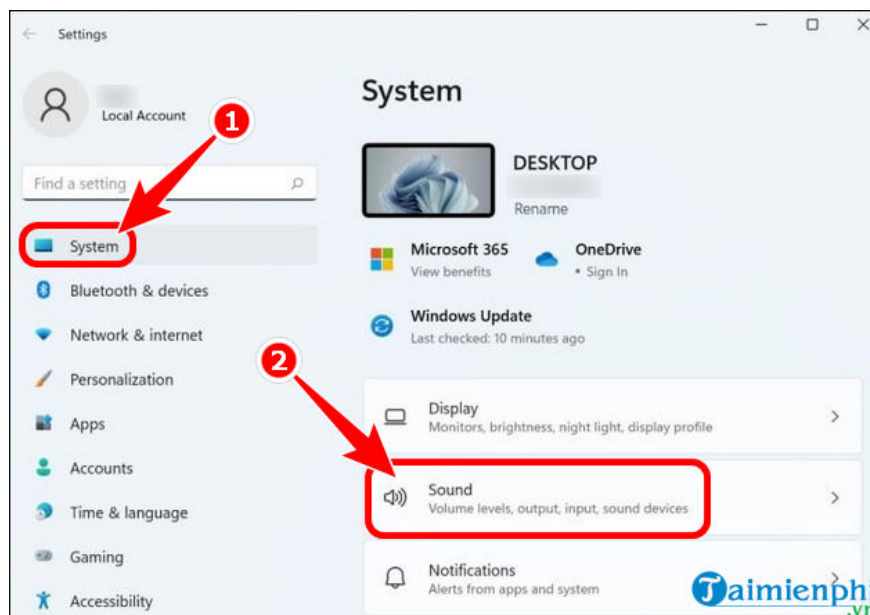 Settings
Local Account
1
Find a setting
System
Bluetooth & devices
Network & internet
Personalization
Apps
Accounts
Time & language
Gaming
Accessibility
System
DESKTOP
Rename
Microsoft 365
View benefits
OneDrive
• Sign In
Windows Update
Last checked: 10 minutes ago
2
Display
Monitors, brightness, night light, display profile
Sound
Volume levels, output, input, sound devices
Notifications
Alerts from apps and system
Taimienphi
.vn